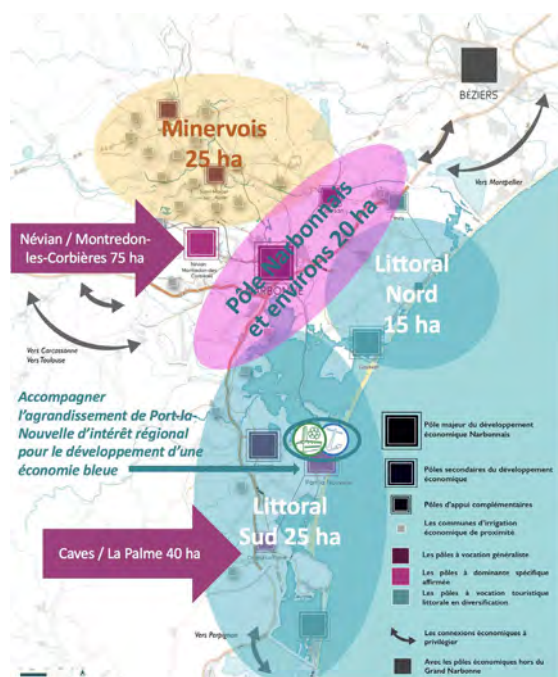 BÉZIERS
Vers Montpellier
Minervois
25 ha
Névian / Montredon-
les-Corbières 75 ha
Pôle Narbonnais
et environs 20 ha
Littoral
Nord
15 ha
Vers Carcassonne
Vers Toulouse
Accompagner
l'agrandissement de Port-la-
Nouvelle d'intérêt régional
pour le développement d'une
économie bleue
Littoral
Sud 25 ha
Caves / La Palme 40 ha
Vers Perpignan
Pôle majeur du développement
économique Narbonnais
Pôles secondaires du développement
économique
Pôles d'appui complémentaires
Les communes d'irrigation
économique de proximité
Les pôles à vocation généraliste
Les pôles à dominante spécifique
affirmée
Les pôles à vocation touristique
littorale en diversification
Les connexions économiques à
privilégier
Avec les pôles économiques hors du
Grand Narbonne